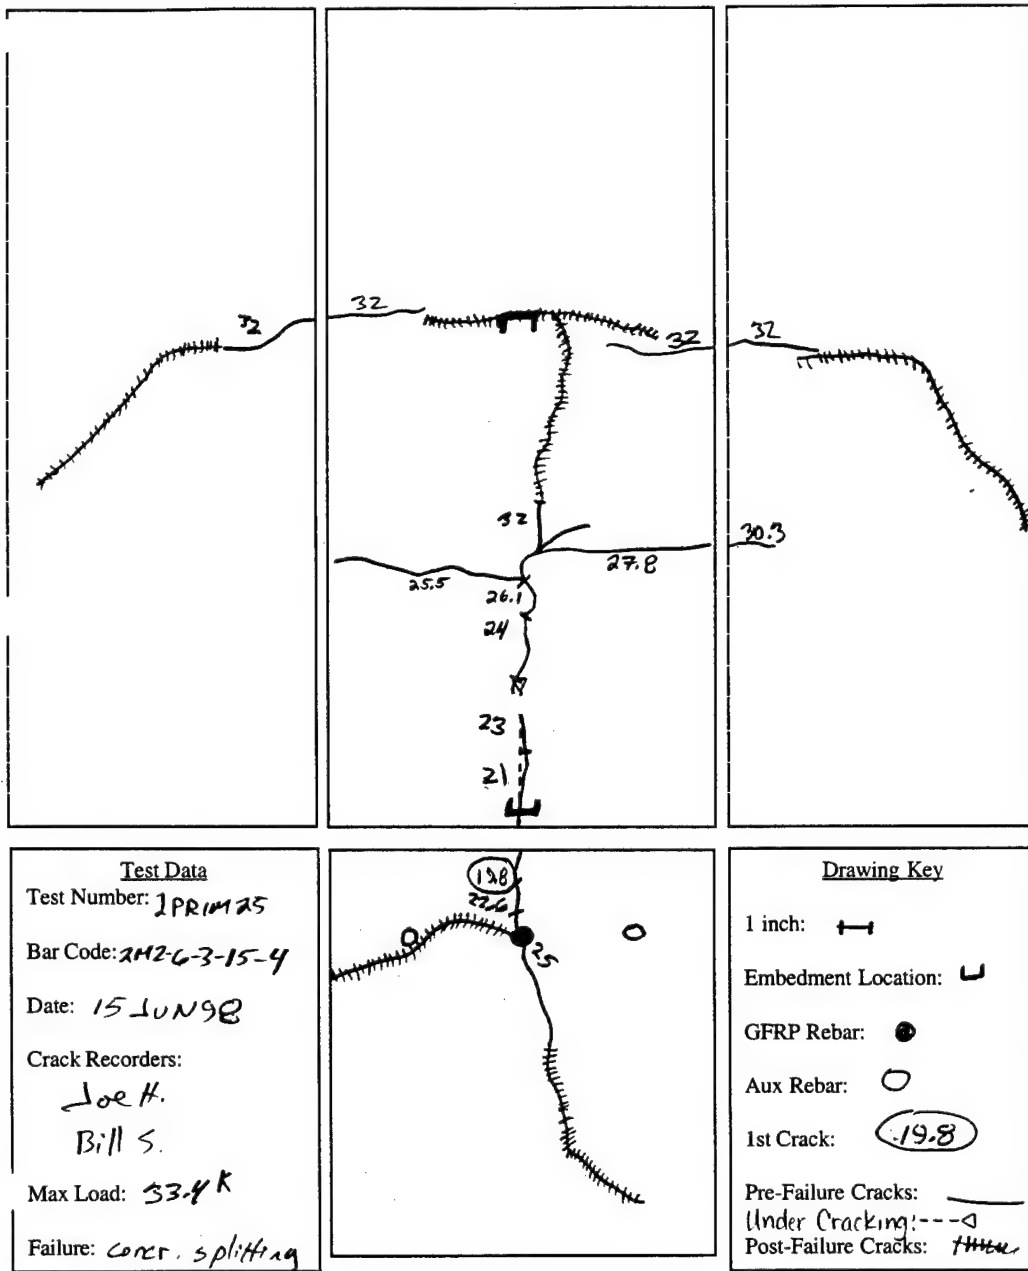 32
32
32
32
32
30.3
27.8
25.5
26.1
24
23
21
Test Data
Test Number: 2PRIM25
Bar Code: 2M2-6-3-15-4
Date: 15 JUN 98
Crack Recorders:
Joe H.
Bill S.
Max Load: 33.4 K
Failure: concr. splitting
19.8
22.6
25
Drawing Key
1 inch:
Embedment Location:
GFRP Rebar:
Aux Rebar:
1st Crack: 19.8
Pre-Failure Cracks:
Under Cracking:
Post-Failure Cracks: